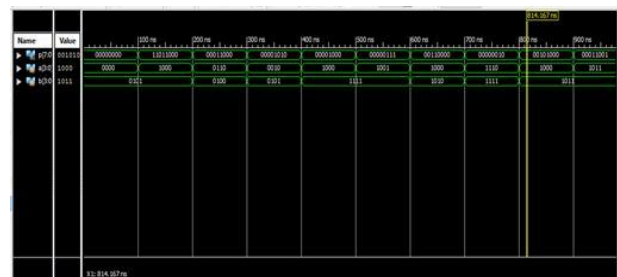 814.167 ns
Name Value |100 ns |200 ns |300 ns |400 ns |500 ns |600 ns |700 ns |800 ns |900 ns
p[7:0 001010 00000000 11011000 00011000 00001010 00001000 00000111 00110000 00000010 00101000 00011001
a[3:0 1000 0000 1000 0110 0010 1000 1001 1000 1110 1000 1011
b[3:0 1011 0101 0100 0101 1111 1010 1111 1011
X1: 814.167 ns